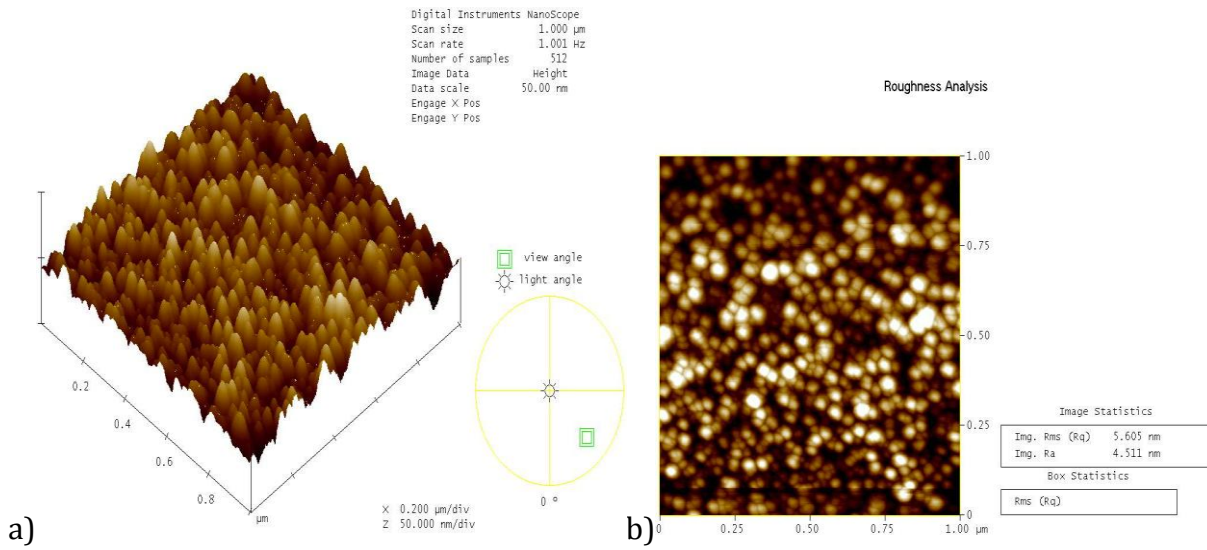 Digital Instruments NanoScope
Scan size 1.000 µm
Scan rate 1.001 Hz
Number of samples 512
Image Data Height
Data scale 50.00 nm
Engage X Pos
Engage Y Pos
view angle
light angle
0.2
0.4
0.6
0.8
µm
X 0.200 µm/div
Z 50.000 nm/div
0 °
a)
Roughness Analysis
1.00
0.75
0.50
0.25
0
0 0.25 0.50 0.75 1.00 µm
b)
Image Statistics
Img. Rms (Rq) 5.605 nm
Img. Ra 4.511 nm
Box Statistics
Rms (Rq)